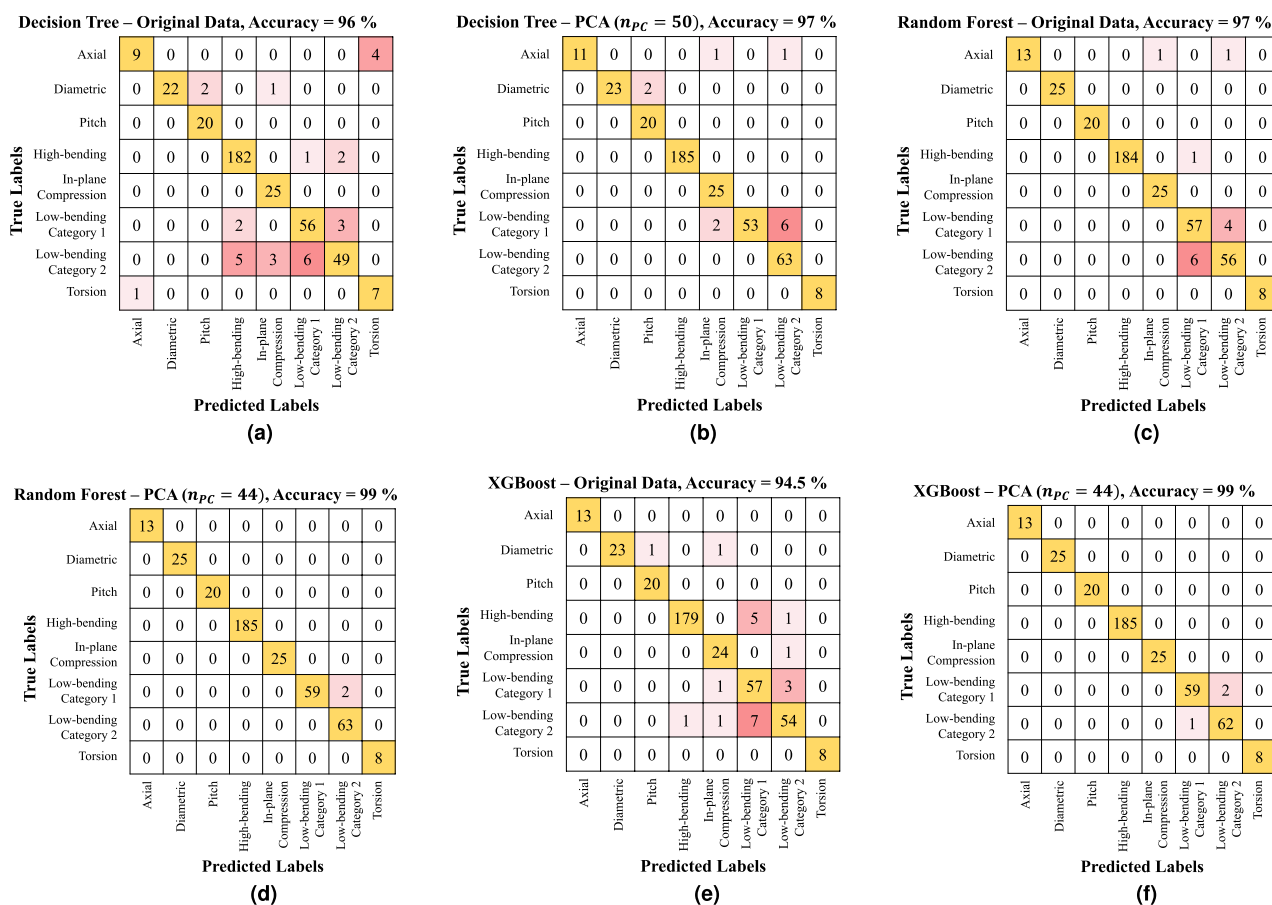 Decision Tree – Original Data, Accuracy = 96 %
True Labels
Axial 9 0 0 0 0 0 0 4
Diametric 0 22 2 0 1 0 0 0
Pitch 0 0 20 0 0 0 0 0
High-bending 0 0 0 182 0 1 2 0
In-plane Compression 0 0 0 0 25 0 0 0
Low-bending Category 1 0 0 0 2 0 56 3 0
Low-bending Category 2 0 0 0 5 3 6 49 0
Torsion 1 0 0 0 0 0 0 7
Axial Diametric Pitch High-bending In-plane Compression Low-bending Category 1 Low-bending Category 2 Torsion
Predicted Labels
(a)
Decision Tree – PCA (n_PC = 50), Accuracy = 97 %
True Labels
Axial 11 0 0 0 1 0 1 0
Diametric 0 23 2 0 0 0 0 0
Pitch 0 0 20 0 0 0 0 0
High-bending 0 0 0 185 0 0 0 0
In-plane Compression 0 0 0 0 25 0 0 0
Low-bending Category 1 0 0 0 0 2 53 6 0
Low-bending Category 2 0 0 0 0 0 0 63 0
Torsion 0 0 0 0 0 0 0 8
Axial Diametric Pitch High-bending In-plane Compression Low-bending Category 1 Low-bending Category 2 Torsion
Predicted Labels
(b)
Random Forest – Original Data, Accuracy = 97 %
True Labels
Axial 13 0 0 0 1 0 1 0
Diametric 0 25 0 0 0 0 0 0
Pitch 0 0 20 0 0 0 0 0
High-bending 0 0 0 184 0 1 0 0
In-plane Compression 0 0 0 0 25 0 0 0
Low-bending Category 1 0 0 0 0 0 57 4 0
Low-bending Category 2 0 0 0 0 0 6 56 0
Torsion 0 0 0 0 0 0 0 8
Axial Diametric Pitch High-bending In-plane Compression Low-bending Category 1 Low-bending Category 2 Torsion
Predicted Labels
(c)
Random Forest – PCA (n_PC = 44), Accuracy = 99 %
True Labels
Axial 13 0 0 0 0 0 0 0
Diametric 0 25 0 0 0 0 0 0
Pitch 0 0 20 0 0 0 0 0
High-bending 0 0 0 185 0 0 0 0
In-plane Compression 0 0 0 0 25 0 0 0
Low-bending Category 1 0 0 0 0 0 59 2 0
Low-bending Category 2 0 0 0 0 0 0 63 0
Torsion 0 0 0 0 0 0 0 8
Axial Diametric Pitch High-bending In-plane Compression Low-bending Category 1 Low-bending Category 2 Torsion
Predicted Labels
(d)
XGBoost – Original Data, Accuracy = 94.5 %
True Labels
Axial 13 0 0 0 0 0 0 0
Diametric 0 23 1 0 1 0 0 0
Pitch 0 0 20 0 0 0 0 0
High-bending 0 0 0 179 0 5 1 0
In-plane Compression 0 0 0 0 24 0 1 0
Low-bending Category 1 0 0 0 0 1 57 3 0
Low-bending Category 2 0 0 0 1 1 7 54 0
Torsion 0 0 0 0 0 0 0 8
Axial Diametric Pitch High-bending In-plane Compression Low-bending Category 1 Low-bending Category 2 Torsion
Predicted Labels
(e)
XGBoost – PCA (n_PC = 44), Accuracy = 99 %
True Labels
Axial 13 0 0 0 0 0 0 0
Diametric 0 25 0 0 0 0 0 0
Pitch 0 0 20 0 0 0 0 0
High-bending 0 0 0 185 0 0 0 0
In-plane Compression 0 0 0 0 25 0 0 0
Low-bending Category 1 0 0 0 0 0 59 2 0
Low-bending Category 2 0 0 0 0 0 1 62 0
Torsion 0 0 0 0 0 0 0 8
Axial Diametric Pitch High-bending In-plane Compression Low-bending Category 1 Low-bending Category 2 Torsion
Predicted Labels
(f)